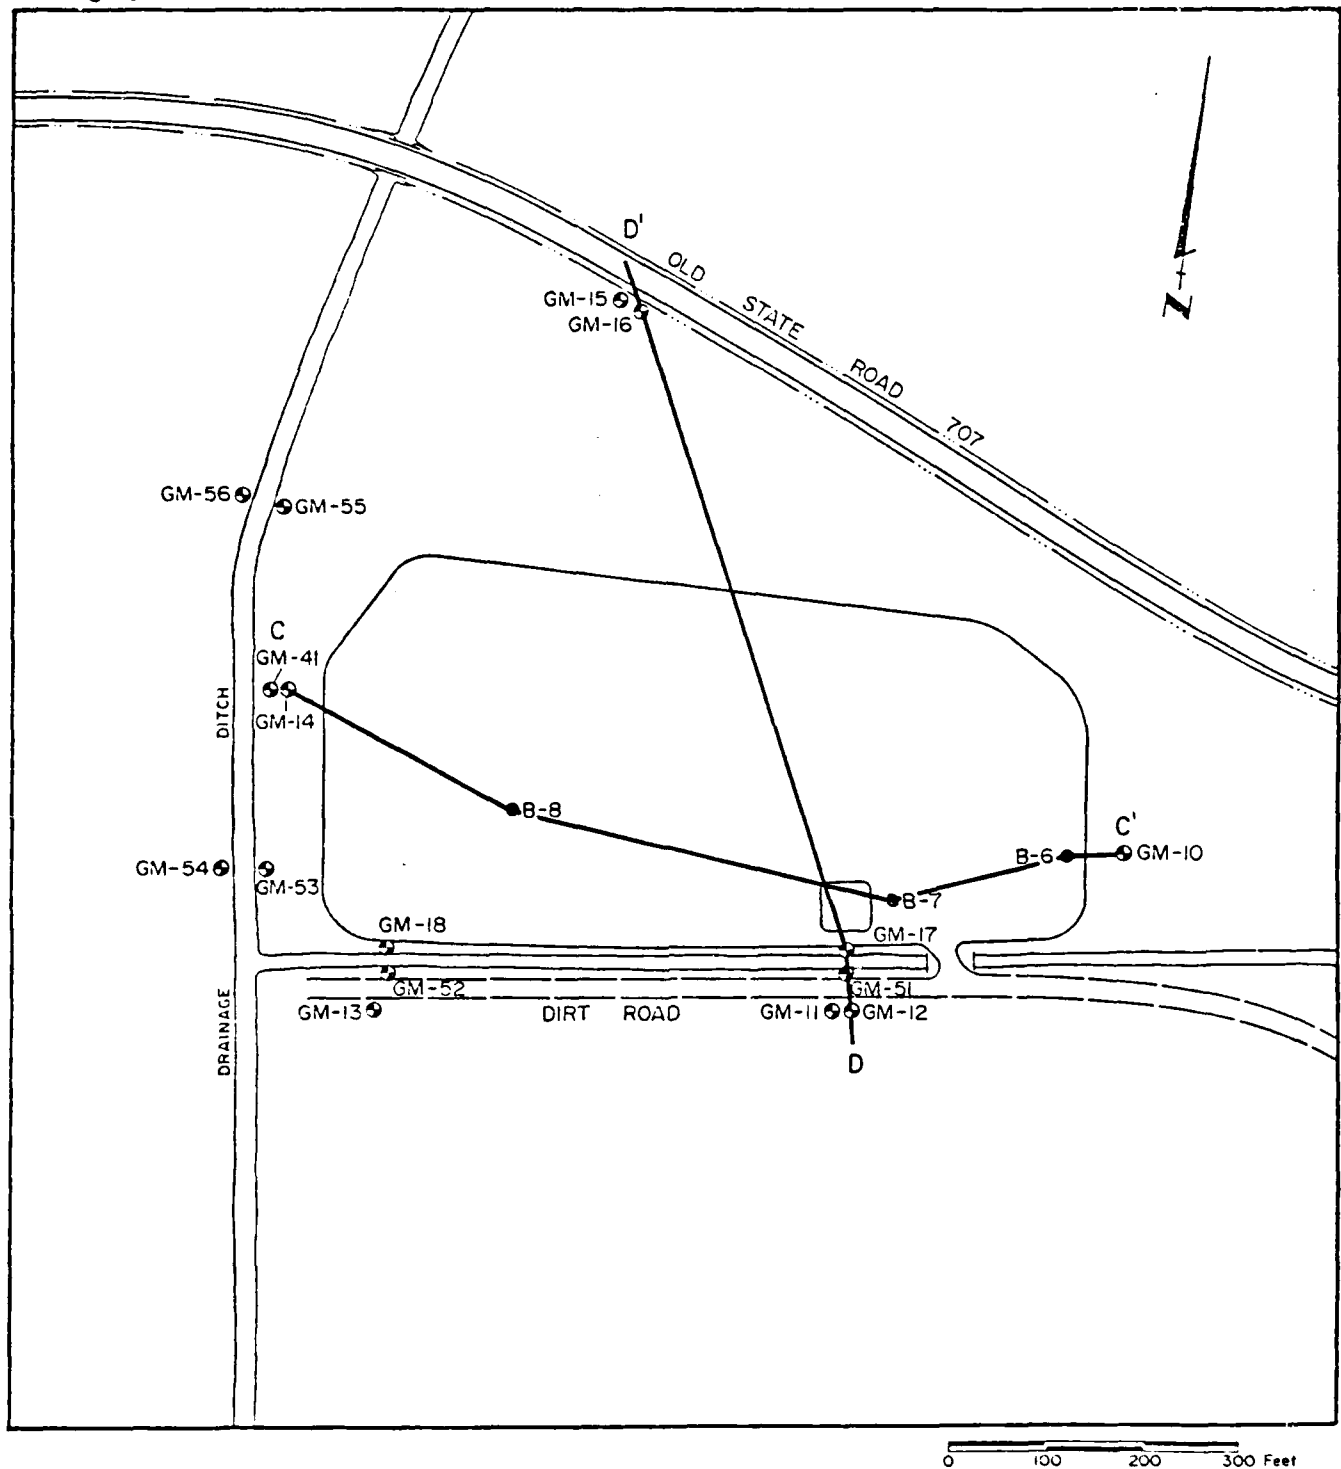 D'
OLD STATE ROAD 707
GM-15
GM-16
N
GM-56
GM-55
C
GM-41
GM-14
DITCH
B-8
C'
B-6
GM-10
GM-54
GM-53
B-7
GM-18
GM-17
GM-52
GM-51
GM-13
DIRT ROAD
GM-11
GM-12
DRAINAGE
D
0 100 200 300 Feet